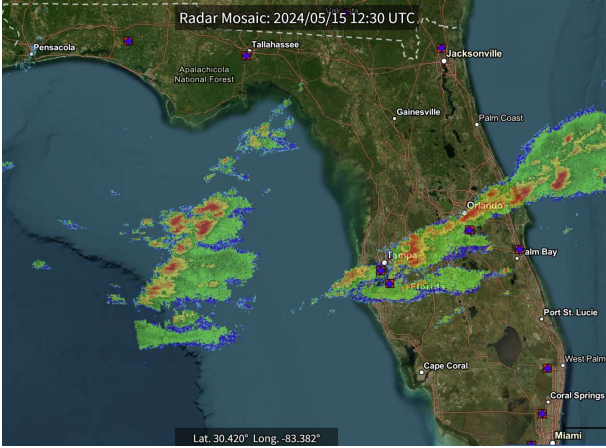 Radar Mosaic: 2024/05/15 12:30 UTC
Pensacola
Tallahassee
Jacksonville
Apalachicola
National Forest
Gainesville
Palm Coast
Orlando
Tampa
alm Bay
Florida
Port St. Lucie
West Palm
Cape Coral
Coral Springs
Miami
Lat. 30.420° Long. -83.382°